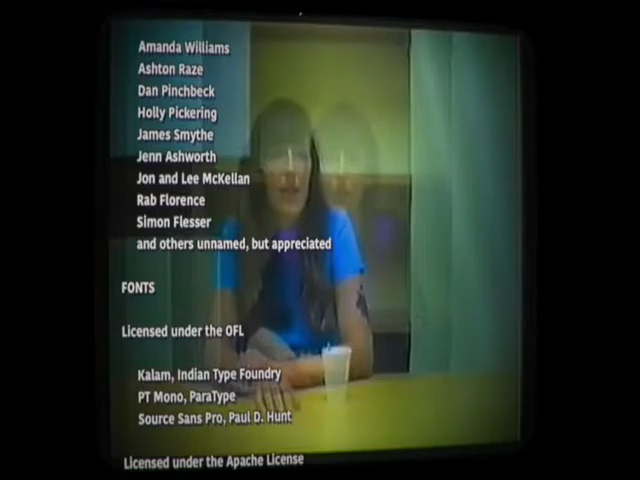 Amanda Williams
Ashton Raze
Dan Pinchbeck
Holly Pickering
James Smythe
Jenn Ashworth
Jon and Lee McKellan
Rab Florence
Simon Flesser
and others unnamed, but appreciated
FONTS
Licensed under the OFL
Kalam, Indian Type Foundry
PT Mono, ParaType
Source Sans Pro, Paul D. Hunt
Licensed under the Apache License